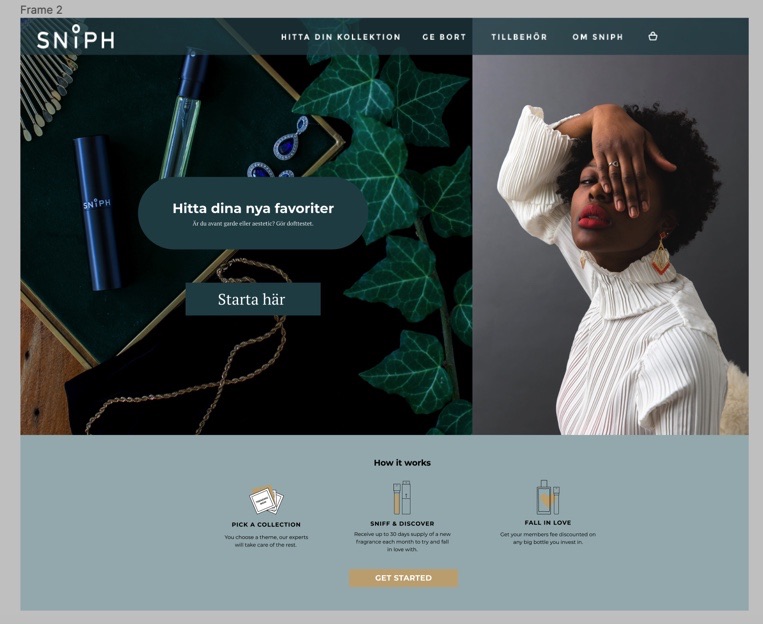 Frame 2
SNiPH
HITTA DIN KOLLEKTION GE BORT TILLBEHÖR OM SNIPH
SNiPH
Hitta dina nya favoriter
Är du avant garde eller aestetic? Gör dofttestet.
Starta här
How it works
PICK A COLLECTION
You choose a theme, our experts
will take care of the rest.
SNIFF & DISCOVER
Receive up to 30 days supply of a new
fragrance each month to try and fall
in love with.
FALL IN LOVE
Get your members fee discounted on
any big bottle you invest in.
GET STARTED